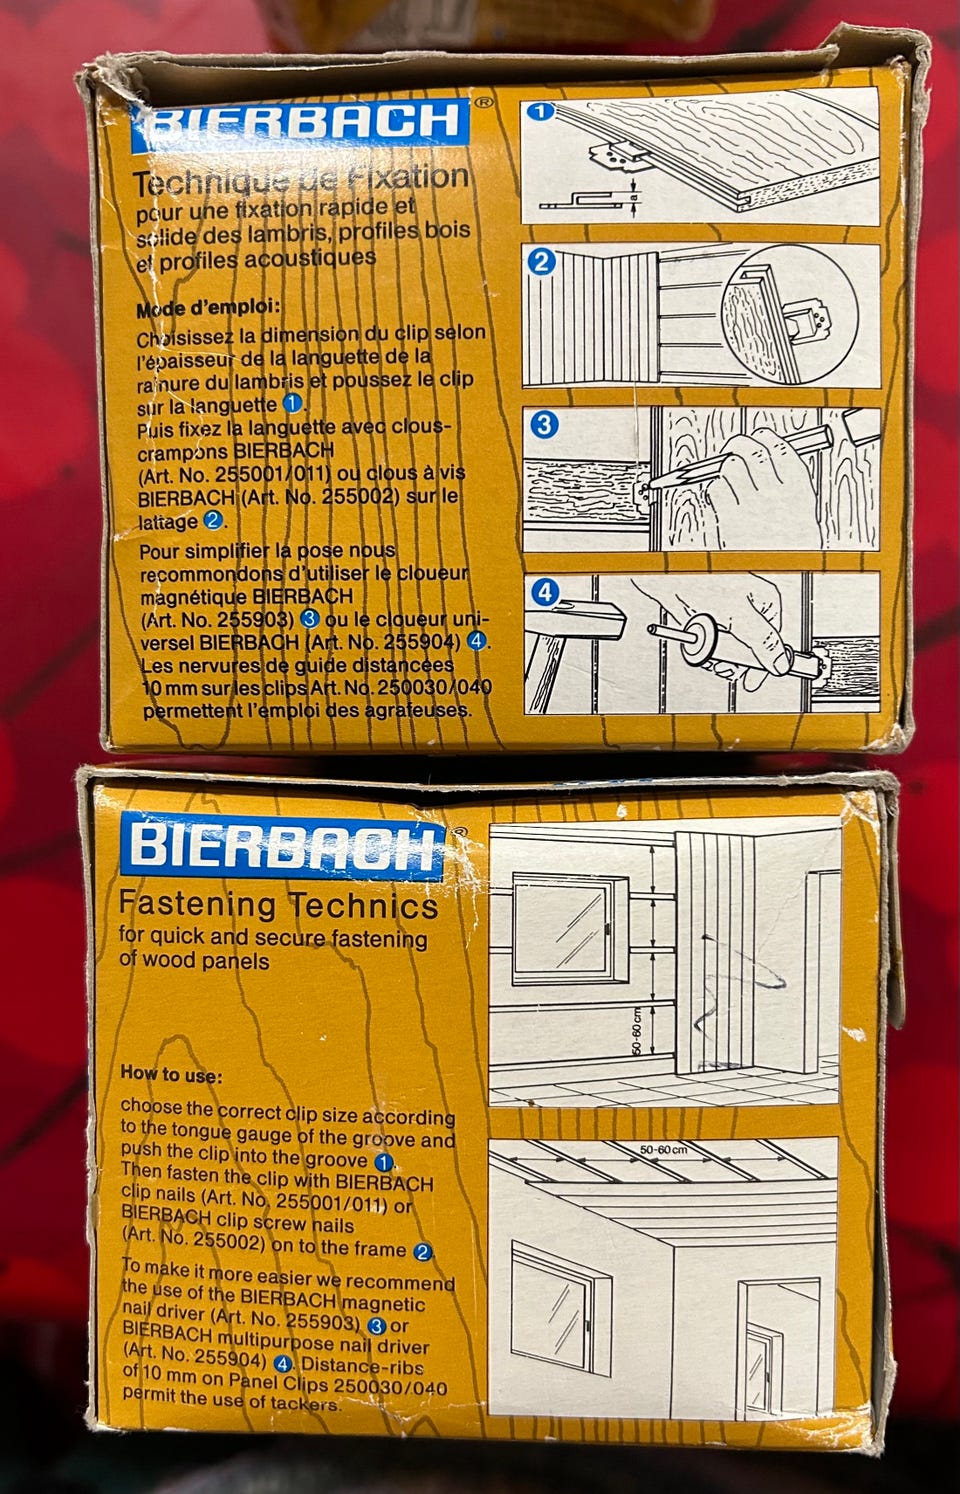 BIERBACH®
Technique de Fixation
pour une fixation rapide et
solide des lambris, profiles bois
et profiles acoustiques
Mode d'emploi:
Choisissez la dimension du clip selon
l'épaisseur de la languette de la
rainure du lambris et poussez le clip
sur la languette 1.
Puis fixez la languette avec clous-
crampons BIERBACH
(Art. No. 255001/011) ou clous à vis
BIERBACH (Art. No. 255002) sur le
lattage 2.
Pour simplifier la pose nous
recommondons d'utiliser le cloueur
magnétique BIERBACH
(Art. No. 255903) 3 ou le cloueur uni-
versel BIERBACH (Art. No. 255904) 4.
Les nervures de guide distancées
10 mm sur les clips Art. No. 250030/040
permettent l'emploi des agrafeuses.
1
a
2
3
4
BIERBACH®
Fastening Technics
for quick and secure fastening
of wood panels
How to use:
choose the correct clip size according
to the tongue gauge of the groove and
push the clip into the groove 1.
Then fasten the clip with BIERBACH
clip nails (Art. No. 255001/011) or
BIERBACH clip screw nails
(Art. No. 255002) on to the frame 2.
To make it more easier we recommend
the use of the BIERBACH magnetic
nail driver (Art. No. 255903) 3 or
BIERBACH multipurpose nail driver
(Art. No. 255904) 4. Distance-ribs
of 10 mm on Panel Clips 250030/040
permit the use of tackers.
50-60 cm
50-60 cm